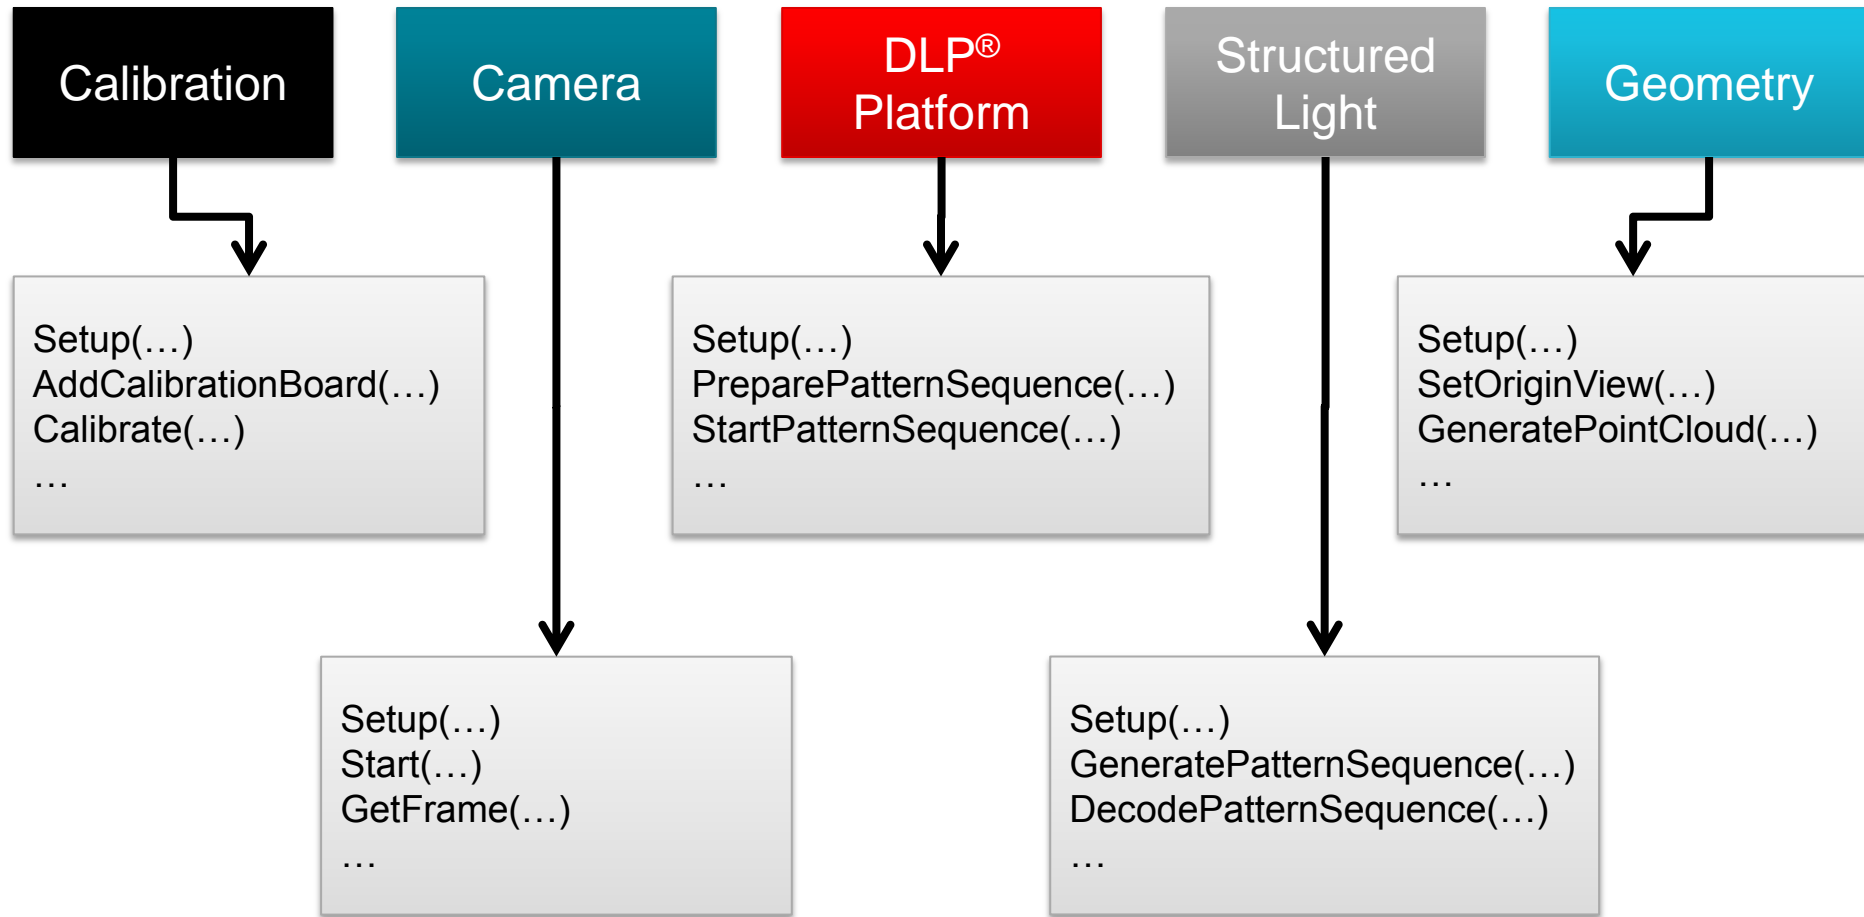 Calibration
Camera
DLP®
Platform
Structured
Light
Geometry
Setup(…)
AddCalibrationBoard(…)
Calibrate(…)
…
Setup(…)
PreparePatternSequence(…)
StartPatternSequence(…)
…
Setup(…)
SetOriginView(…)
GeneratePointCloud(…)
…
Setup(…)
Start(…)
GetFrame(…)
…
Setup(…)
GeneratePatternSequence(…)
DecodePatternSequence(…)
…